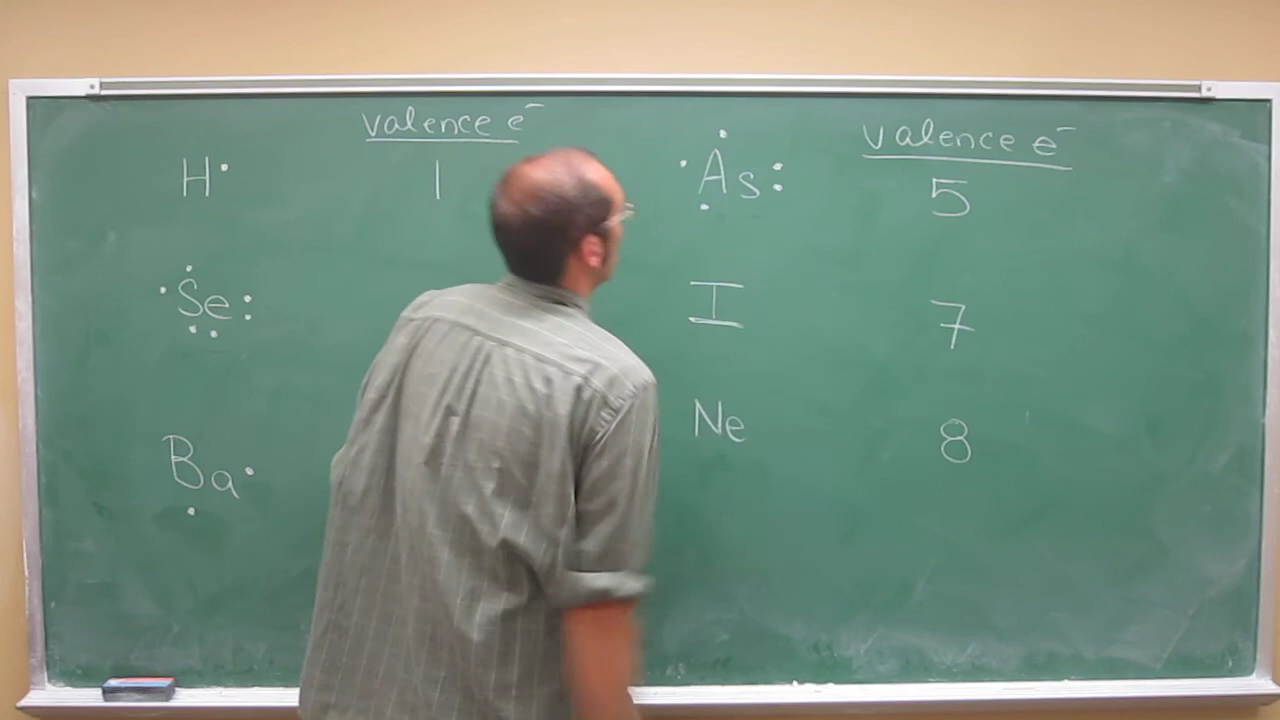 valence e⁻
H 1
Se
Ba
valence e⁻
As 5
I 7
Ne 8